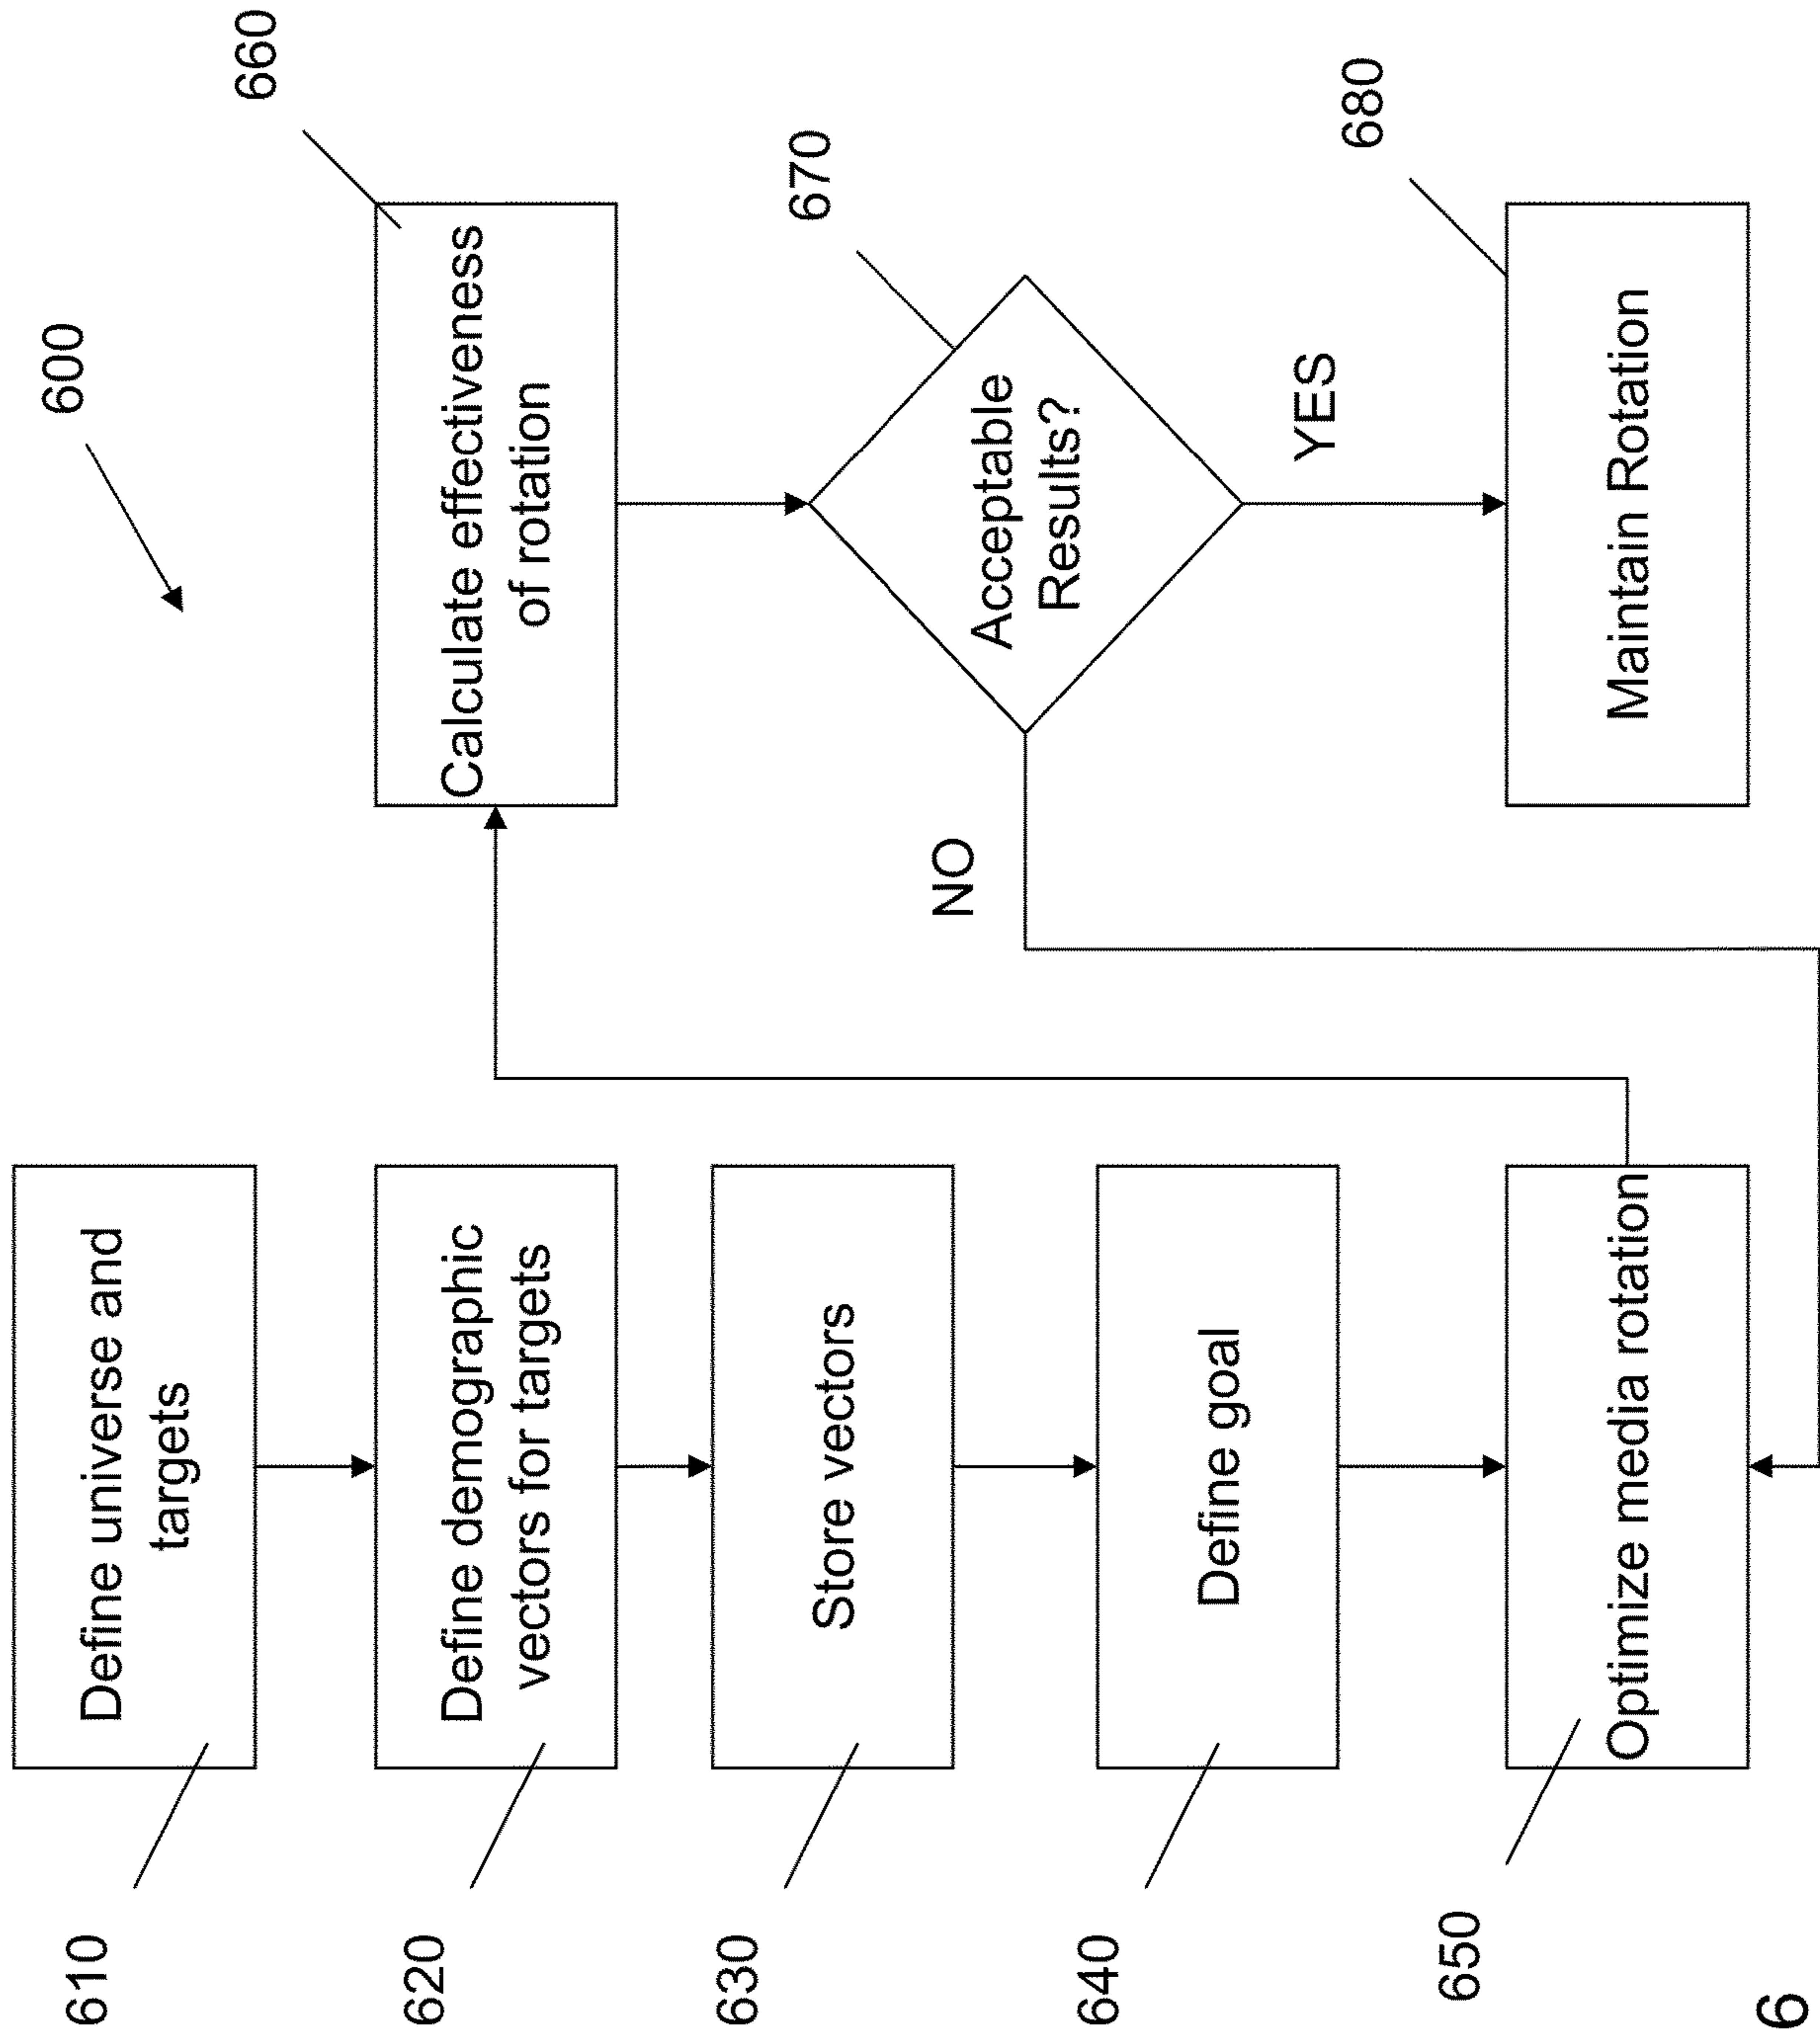 600
610
Define universe and
targets
620
Define demographic
vectors for targets
630
Store vectors
640
Define goal
650
Optimize media rotation
660
Calculate effectiveness
of rotation
670
Acceptable
Results?
NO
YES
680
Maintain Rotation
6